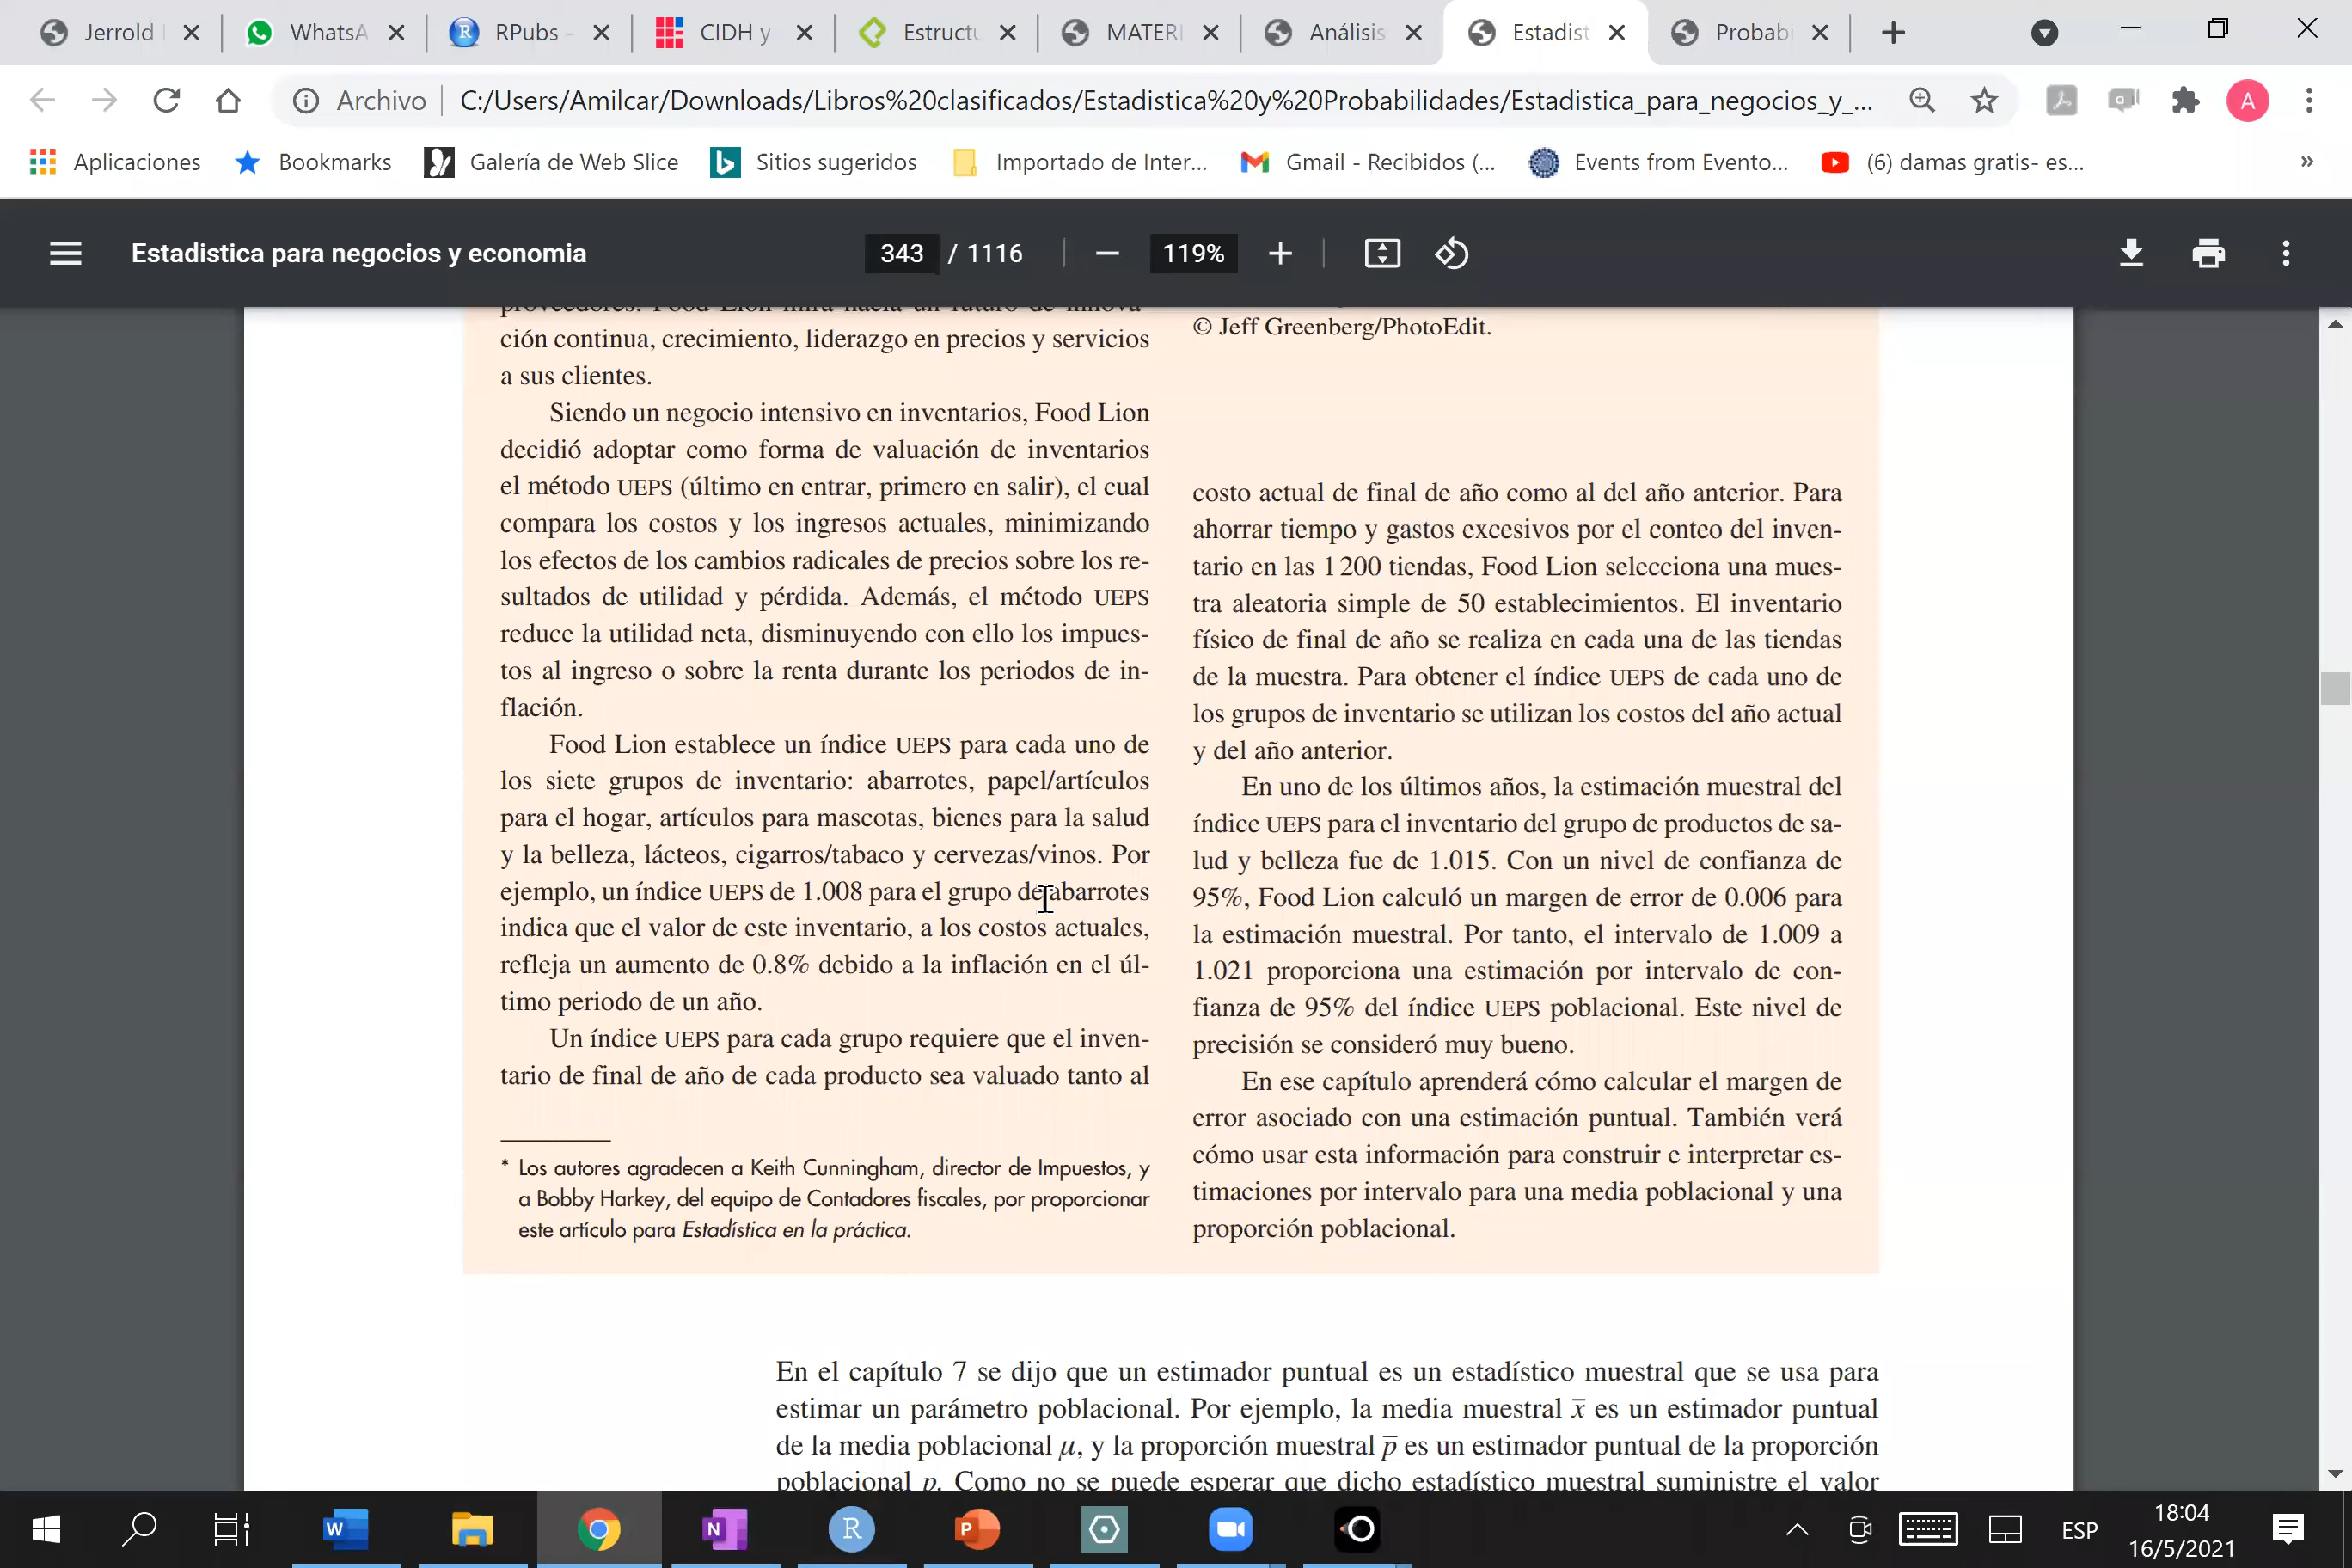 Jerrold
WhatsA
RPubs -
CIDH y
Estructu
MATERI
Análisis
Estadist
Probabi
Archivo
C:/Users/Amilcar/Downloads/Libros%20clasificados/Estadistica%20y%20Probabilidades/Estadistica_para_negocios_y_...
A
Aplicaciones
Bookmarks
Galería de Web Slice
Sitios sugeridos
Importado de Inter...
Gmail - Recibidos (...
Events from Evento...
(6) damas gratis- es...
»
Estadistica para negocios y economia
343 / 1116
119%
proveedores. Food Lion mira hacia un futuro de innova-
ción continua, crecimiento, liderazgo en precios y servicios
a sus clientes.
Siendo un negocio intensivo en inventarios, Food Lion
decidió adoptar como forma de valuación de inventarios
el método UEPS (último en entrar, primero en salir), el cual
compara los costos y los ingresos actuales, minimizando
los efectos de los cambios radicales de precios sobre los re-
sultados de utilidad y pérdida. Además, el método UEPS
reduce la utilidad neta, disminuyendo con ello los impues-
tos al ingreso o sobre la renta durante los periodos de in-
flación.
Food Lion establece un índice UEPS para cada uno de
los siete grupos de inventario: abarrotes, papel/artículos
para el hogar, artículos para mascotas, bienes para la salud
y la belleza, lácteos, cigarros/tabaco y cervezas/vinos. Por
ejemplo, un índice UEPS de 1.008 para el grupo de abarrotes
indica que el valor de este inventario, a los costos actuales,
refleja un aumento de 0.8% debido a la inflación en el úl-
timo periodo de un año.
Un índice UEPS para cada grupo requiere que el inven-
tario de final de año de cada producto sea valuado tanto al
* Los autores agradecen a Keith Cunningham, director de Impuestos, y
a Bobby Harkey, del equipo de Contadores fiscales, por proporcionar
este artículo para Estadística en la práctica.
© Jeff Greenberg/PhotoEdit.
costo actual de final de año como al del año anterior. Para
ahorrar tiempo y gastos excesivos por el conteo del inven-
tario en las 1 200 tiendas, Food Lion selecciona una mues-
tra aleatoria simple de 50 establecimientos. El inventario
físico de final de año se realiza en cada una de las tiendas
de la muestra. Para obtener el índice UEPS de cada uno de
los grupos de inventario se utilizan los costos del año actual
y del año anterior.
En uno de los últimos años, la estimación muestral del
índice UEPS para el inventario del grupo de productos de sa-
lud y belleza fue de 1.015. Con un nivel de confianza de
95%, Food Lion calculó un margen de error de 0.006 para
la estimación muestral. Por tanto, el intervalo de 1.009 a
1.021 proporciona una estimación por intervalo de con-
fianza de 95% del índice UEPS poblacional. Este nivel de
precisión se consideró muy bueno.
En ese capítulo aprenderá cómo calcular el margen de
error asociado con una estimación puntual. También verá
cómo usar esta información para construir e interpretar es-
timaciones por intervalo para una media poblacional y una
proporción poblacional.
En el capítulo 7 se dijo que un estimador puntual es un estadístico muestral que se usa para
estimar un parámetro poblacional. Por ejemplo, la media muestral x̅ es un estimador puntual
de la media poblacional μ, y la proporción muestral p̅ es un estimador puntual de la proporción
poblacional p. Como no se puede esperar que dicho estadístico muestral suministre el valor
ESP
18:04
16/5/2021